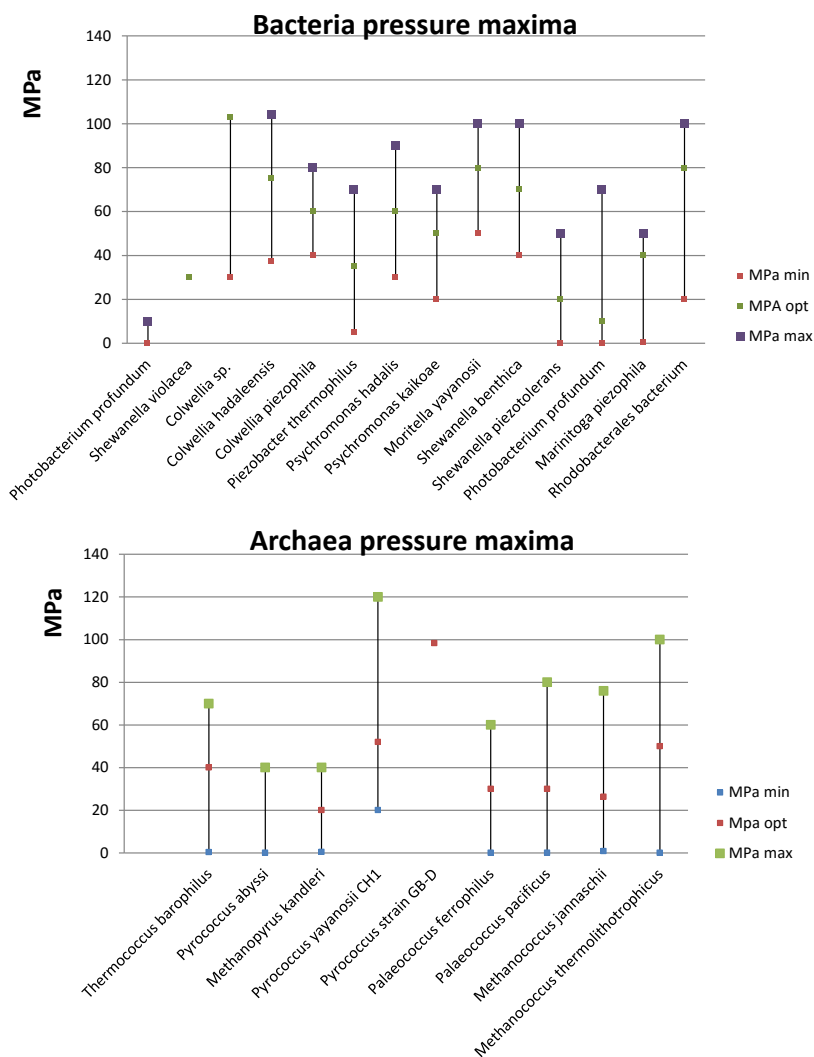 Bacteria pressure maxima
MPa
140
120
100
80
60
40
20
0
MPa min
MPA opt
MPa max
Photobacterium profundum
Shewanella violacea
Colwellia sp.
Colwellia hadaleensis
Colwellia piezophila
Piezobacter thermophilus
Psychromonas hadalis
Psychromonas kaikoae
Moritella yayanosii
Shewanella benthica
Shewanella piezotolerans
Photobacterium profundum
Marinitoga piezophila
Rhodobacterales bacterium
Archaea pressure maxima
MPa
140
120
100
80
60
40
20
0
MPa min
Mpa opt
MPa max
Thermococcus barophilus
Pyrococcus abyssi
Methanopyrus kandleri
Pyrococcus yayanosii CH1
Pyrococcus strain GB-D
Palaeococcus ferrophilus
Palaeococcus pacificus
Methanococcus jannaschii
Methanococcus thermolithotrophicus